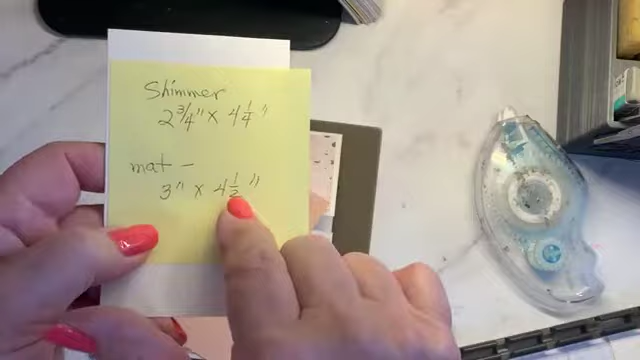 Shimmer
2 3/4" x 4 1/4"
mat —
3" x 4 1/2"